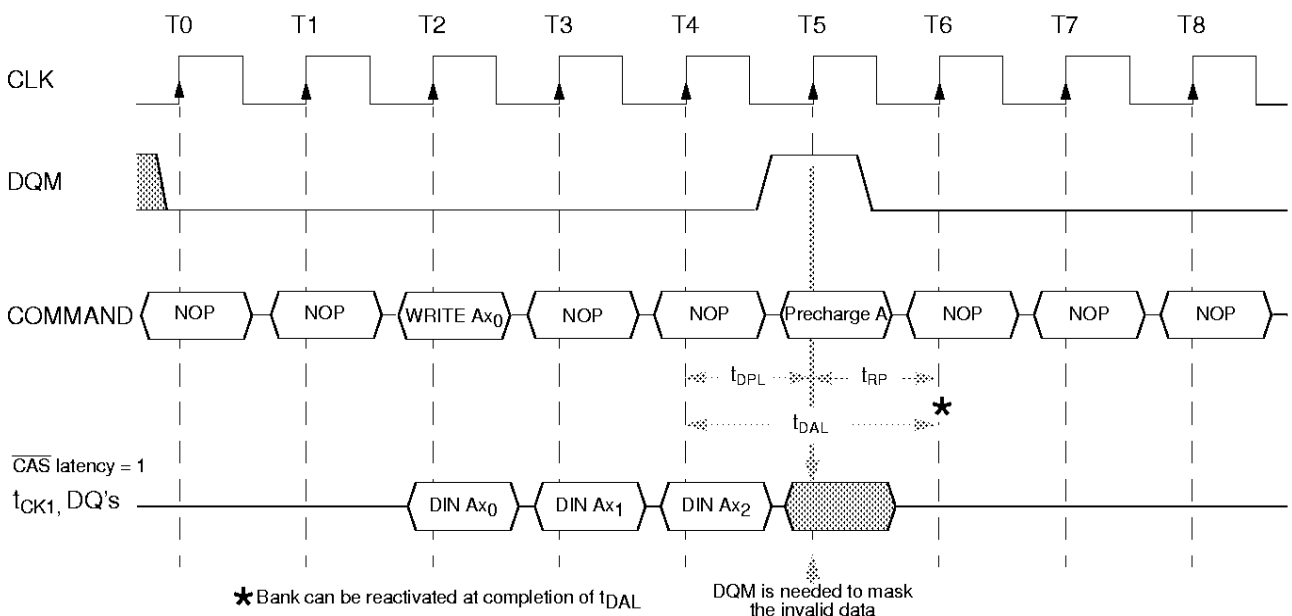 T0 T1 T2 T3 T4 T5 T6 T7 T8
CLK
DQM
COMMAND NOP NOP WRITE Ax0 NOP NOP Precharge A NOP NOP NOP
tDPL tRP
*
tDAL
CAS latency = 1
tCK1, DQ's DIN Ax0 DIN Ax1 DIN Ax2
* Bank can be reactivated at completion of tDAL
DQM is needed to mask
the invalid data